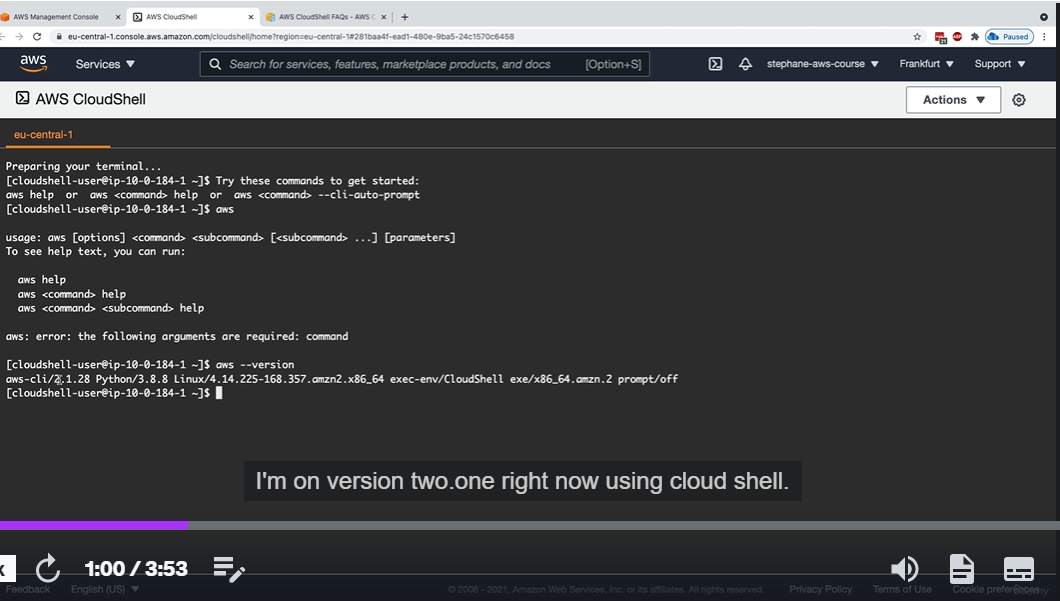 AWS Management Console
AWS CloudShell
AWS CloudShell FAQs - AWS C
eu-central-1.console.aws.amazon.com/cloudshell/home?region=eu-central-1#281baa4f-ead1-480e-9ba5-24c1570c6458
21
ABP
Paused
aws
Services
Search for services, features, marketplace products, and docs
[Option+S]
stephane-aws-course
Frankfurt
Support
AWS CloudShell
Actions
eu-central-1
Preparing your terminal...
[cloudshell-user@ip-10-0-184-1 ~]$ Try these commands to get started:
aws help  or  aws <command> help  or  aws <command> --cli-auto-prompt
[cloudshell-user@ip-10-0-184-1 ~]$ aws
usage: aws [options] <command> <subcommand> [<subcommand> ...] [parameters]
To see help text, you can run:
aws help
aws <command> help
aws <command> <subcommand> help
aws: error: the following arguments are required: command
[cloudshell-user@ip-10-0-184-1 ~]$ aws --version
aws-cli/2.1.28 Python/3.8.8 Linux/4.14.225-168.357.amzn2.x86_64 exec-env/CloudShell exe/x86_64.amzn.2 prompt/off
[cloudshell-user@ip-10-0-184-1 ~]$
I'm on version two.one right now using cloud shell.
x
1:00 / 3:53
Feedback
English (US)
© 2008 - 2021, Amazon Web Services, Inc. or its affiliates. All rights reserved.
Privacy Policy
Terms of Use
Cookie preferences